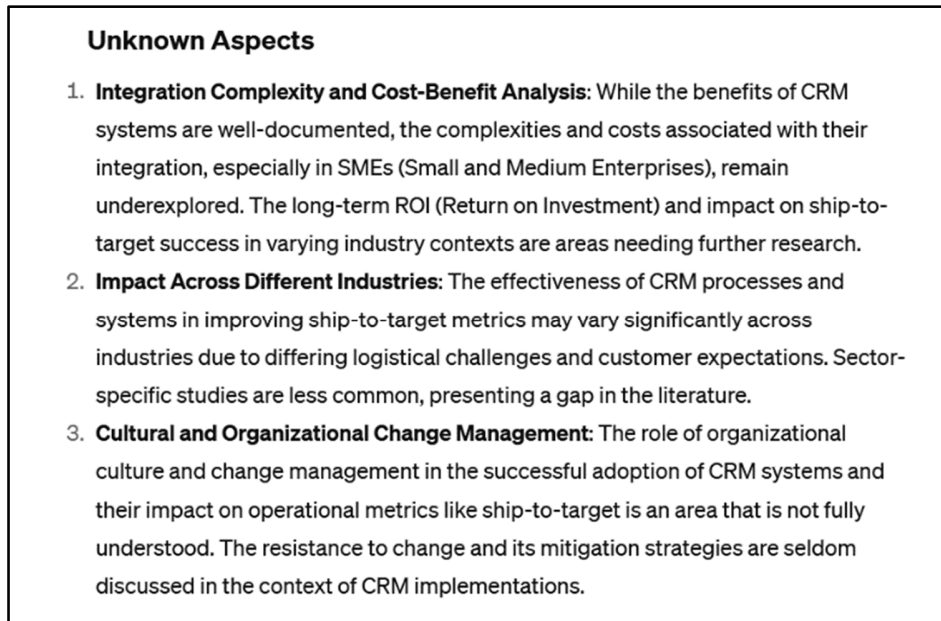 Unknown Aspects
1. Integration Complexity and Cost-Benefit Analysis: While the benefits of CRM
systems are well-documented, the complexities and costs associated with their
integration, especially in SMEs (Small and Medium Enterprises), remain
underexplored. The long-term ROI (Return on Investment) and impact on ship-to-
target success in varying industry contexts are areas needing further research.
2. Impact Across Different Industries: The effectiveness of CRM processes and
systems in improving ship-to-target metrics may vary significantly across
industries due to differing logistical challenges and customer expectations. Sector-
specific studies are less common, presenting a gap in the literature.
3. Cultural and Organizational Change Management: The role of organizational
culture and change management in the successful adoption of CRM systems and
their impact on operational metrics like ship-to-target is an area that is not fully
understood. The resistance to change and its mitigation strategies are seldom
discussed in the context of CRM implementations.